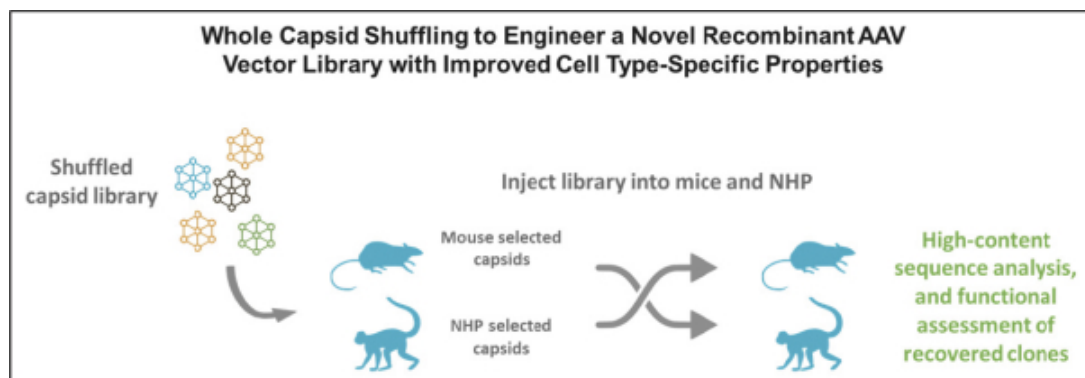 Whole Capsid Shuffling to Engineer a Novel Recombinant AAV
Vector Library with Improved Cell Type-Specific Properties
Shuffled
capsid library
Inject library into mice and NHP
Mouse selected
capsids
NHP selected
capsids
High-content
sequence analysis,
and functional
assessment of
recovered clones